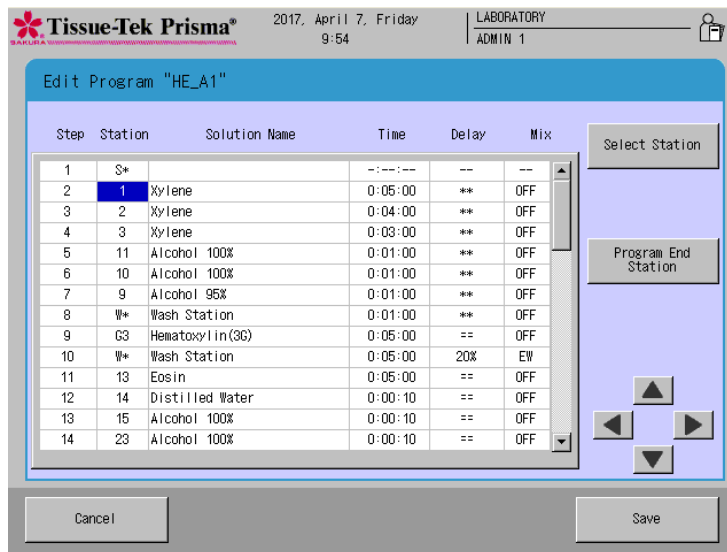 Tissue-Tek Prisma®
SAKURA
2017, April 7, Friday
9:54
LABORATORY
ADMIN 1
Edit Program "HE_A1"
Step Station Solution Name Time Delay Mix
1 S* -:--:-- -- --
2 1 Xylene 0:05:00 ** OFF
3 2 Xylene 0:04:00 ** OFF
4 3 Xylene 0:03:00 ** OFF
5 11 Alcohol 100% 0:01:00 ** OFF
6 10 Alcohol 100% 0:01:00 ** OFF
7 9 Alcohol 95% 0:01:00 ** OFF
8 W* Wash Station 0:01:00 ** OFF
9 G3 Hematoxylin(3G) 0:05:00 == OFF
10 W* Wash Station 0:05:00 20% EW
11 13 Eosin 0:05:00 == OFF
12 14 Distilled Water 0:00:10 == OFF
13 15 Alcohol 100% 0:00:10 == OFF
14 23 Alcohol 100% 0:00:10 == OFF
Select Station
Program End
Station
Cancel
Save